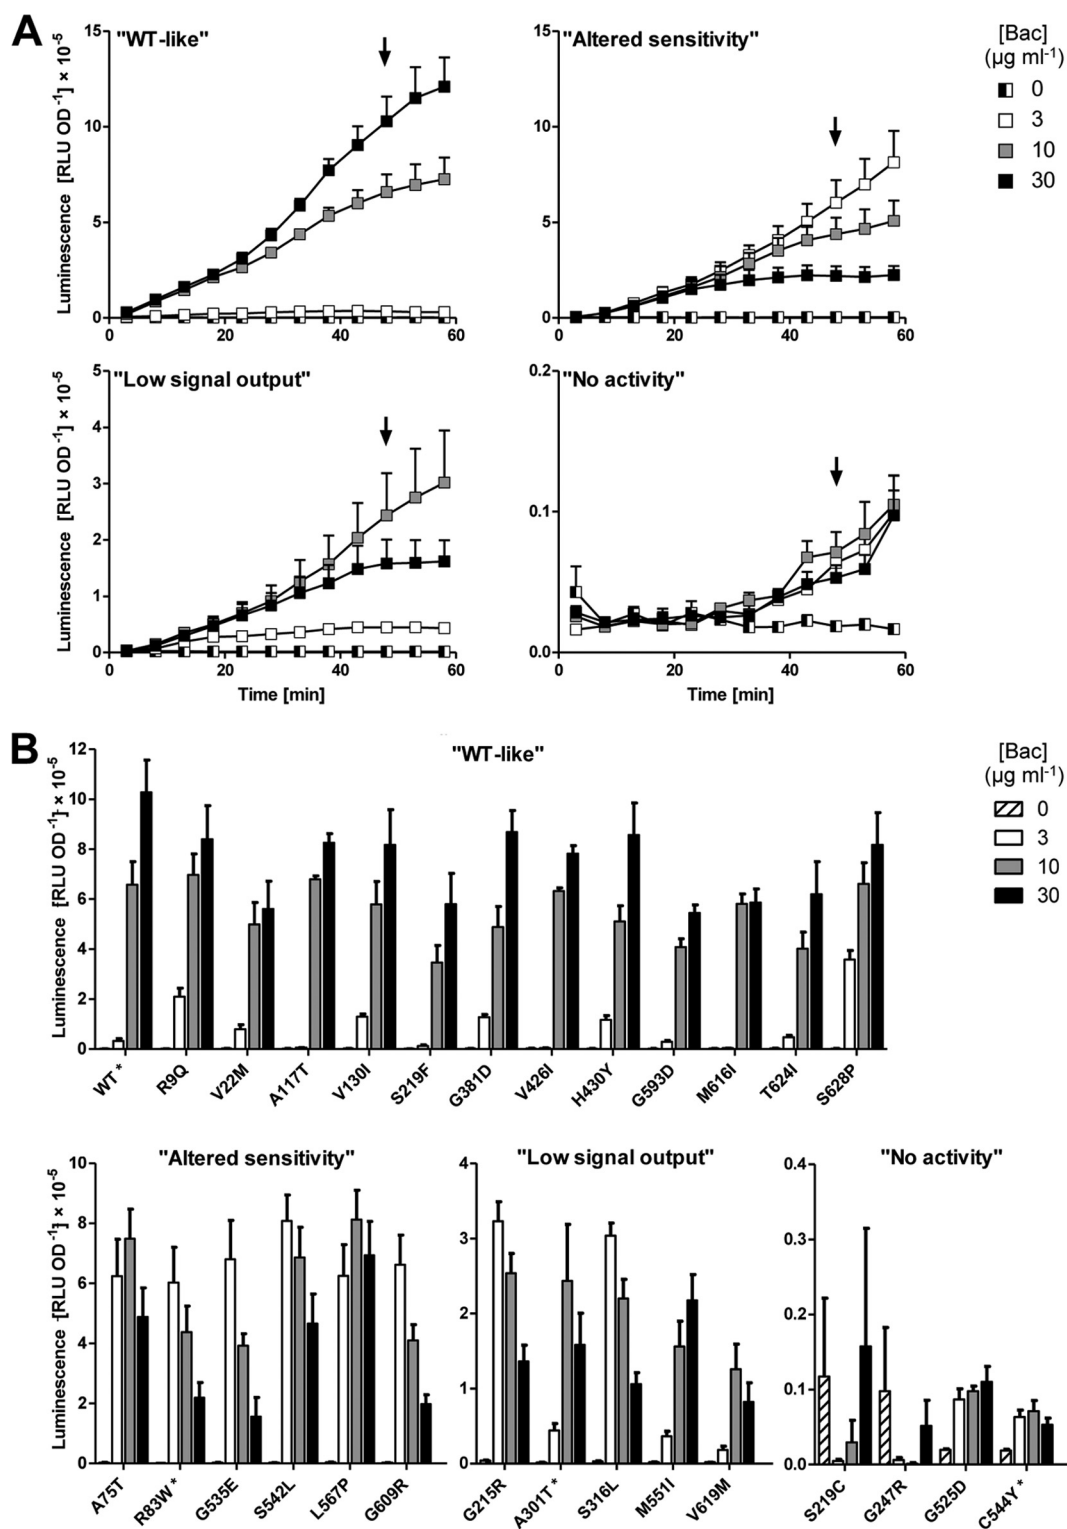 A
"WT-like"
"Altered sensitivity"
[Bac]
(µg ml-1)
0
3
10
30
Luminescence [RLU OD-1] × 10-5
15
10
5
0
0 20 40 60
15
10
5
0
0 20 40 60
"Low signal output"
"No activity"
Luminescence [RLU OD-1] × 10-5
5
4
3
2
1
0
0 20 40 60
Time [min]
0.2
0.1
0.0
0 20 40 60
Time [min]
B
"WT-like"
[Bac]
(µg ml-1)
0
3
10
30
Luminescence [RLU OD-1] × 10-5
12
10
8
6
4
2
0
WT* R9Q V22M A117T V130I S219F G381D V426I H430Y G593D M616I T624I S628P
"Altered sensitivity"
"Low signal output"
"No activity"
Luminescence [RLU OD-1] × 10-5
10
8
6
4
2
0
A75T R83W* G535E S542L L567P G609R
4
3
2
1
0
G215R A301T* S316L M551I V619M
0.4
0.3
0.2
0.1
0.0
S219C G247R G525D C544Y*